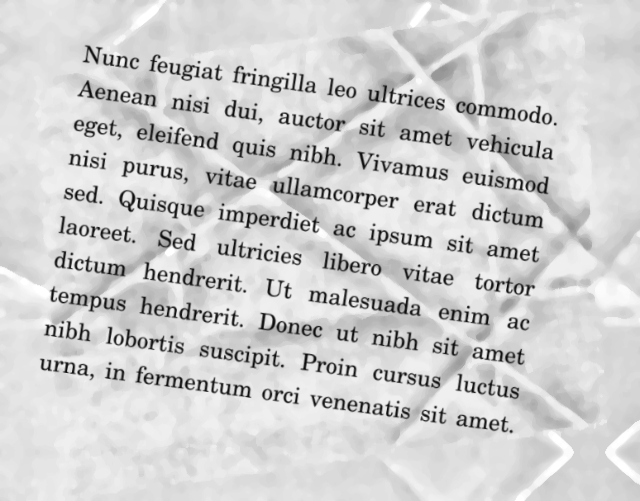 Nunc feugiat fringilla leo ultrices commodo.
Aenean nisi dui, auctor sit amet vehicula
eget, eleifend quis nibh. Vivamus euismod
nisi purus, vitae ullamcorper erat dictum
sed. Quisque imperdiet ac ipsum sit amet
laoreet. Sed ultricies libero vitae tortor
dictum hendrerit. Ut malesuada enim ac
tempus hendrerit. Donec ut nibh sit amet
nibh lobortis suscipit. Proin cursus luctus
urna, in fermentum orci venenatis sit amet.